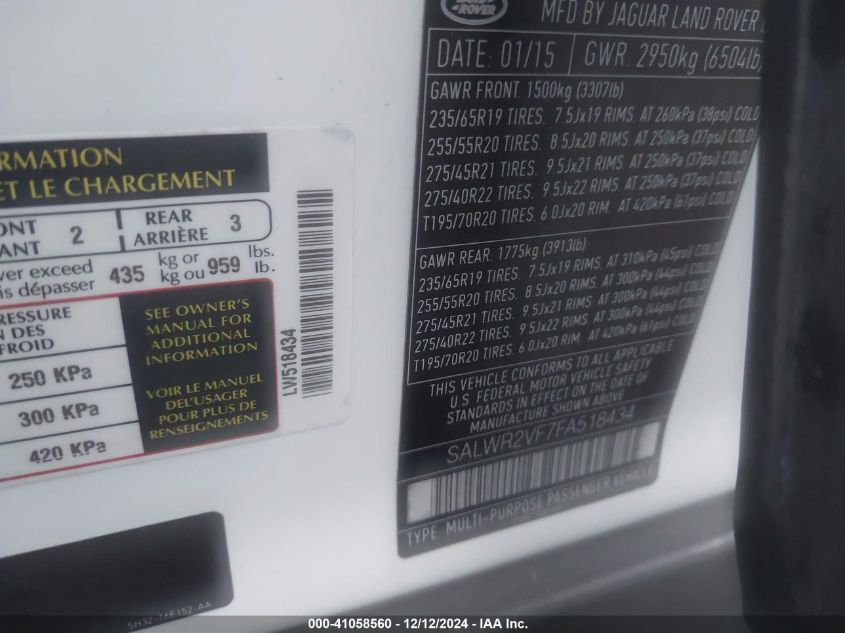 RMATION
ET LE CHARGEMENT
ONT 2 REAR 3
ANT ARRIÈRE
ver exceed 435 kg or 959 lbs.
is dépasser kg ou lb.
RESSURE
N DES
FROID
250 KPa
300 KPa
420 KPa
SEE OWNER'S
MANUAL FOR
ADDITIONAL
INFORMATION
VOIR LE MANUEL
DEL'USAGER
POUR PLUS DE
RENSEIGNEMENTS
LW518434
5H32-16E152-AA
ROVER
MFD BY JAGUAR LAND ROVER
DATE: 01/15 GWR: 2950kg (6504lb)
GAWR FRONT 1500kg (3307lb)
235/65R19 TIRES. 7.5Jx19 RIMS. AT 260kPa (38psi) COLD
255/55R20 TIRES. 8.5Jx20 RIMS. AT 250kPa (37psi) COLD
275/45R21 TIRES. 9.5Jx21 RIMS. AT 250kPa (37psi) COLD
275/40R22 TIRES. 9.5Jx22 RIMS. AT 250kPa (37psi) COLD
T195/70R20 TIRES. 6.0Jx20 RIM. AT 420kPa (61psi) COLD
GAWR REAR. 1775kg (3913lb)
235/65R19 TIRES. 7.5Jx19 RIMS. AT 310kPa (45psi) COLD
255/55R20 TIRES. 8.5Jx20 RIMS. AT 300kPa (44psi) COLD
275/45R21 TIRES. 9.5Jx21 RIMS. AT 300kPa (44psi) COLD
275/40R22 TIRES. 9.5Jx22 RIMS. AT 300kPa (44psi) COLD
T195/70R20 TIRES. 6.0Jx20 RIM. AT 420kPa (61psi) COLD
THIS VEHICLE CONFORMS TO ALL APPLICABLE
U.S. FEDERAL MOTOR VEHICLE SAFETY
STANDARDS IN EFFECT ON THE DATE OF
MANUFACTURE SHOWN ABOVE.
SALWR2VF7FA518434
TYPE MULTI-PURPOSE PASSENGER VEHICLE
000-41058560 - 12/12/2024 - IAA, Inc.